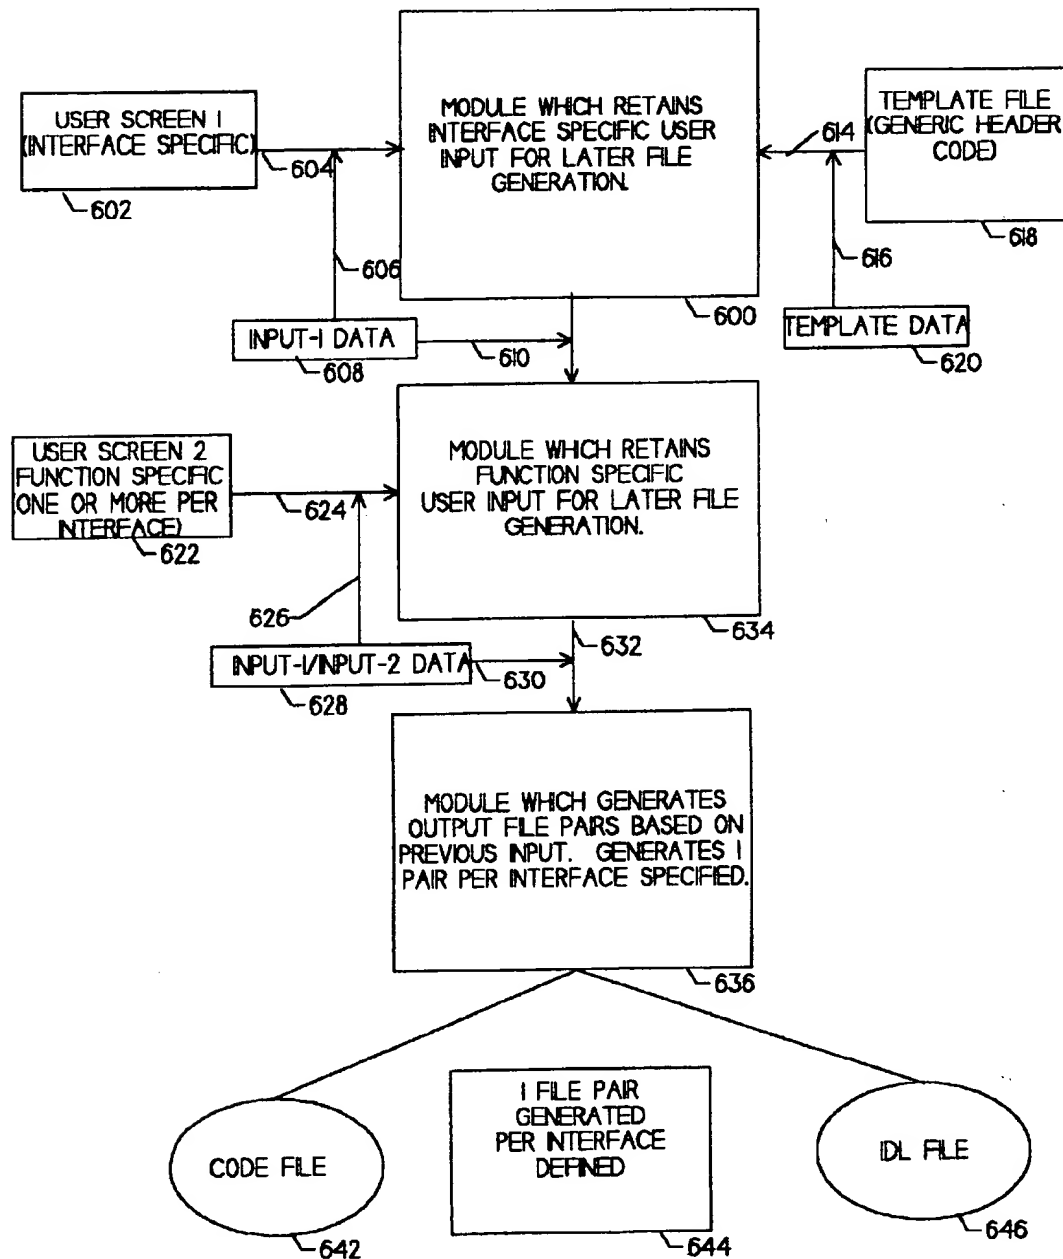 USER SCREEN 1
(INTERFACE SPECIFIC)
602
604
606
MODULE WHICH RETAINS
INTERFACE SPECIFIC USER
INPUT FOR LATER FILE
GENERATION.
600
614
TEMPLATE FILE
(GENERIC HEADER
CODE)
618
616
INPUT-1 DATA
608
610
TEMPLATE DATA
620
USER SCREEN 2
FUNCTION SPECIFIC
ONE OR MORE PER
INTERFACE)
622
624
626
MODULE WHICH RETAINS
FUNCTION SPECIFIC
USER INPUT FOR LATER FILE
GENERATION.
634
632
INPUT-1/INPUT-2 DATA
628
630
MODULE WHICH GENERATES
OUTPUT FILE PAIRS BASED ON
PREVIOUS INPUT. GENERATES 1
PAIR PER INTERFACE SPECIFIED.
636
CODE FILE
642
1 FILE PAIR
GENERATED
PER INTERFACE
DEFINED
644
IDL FILE
646